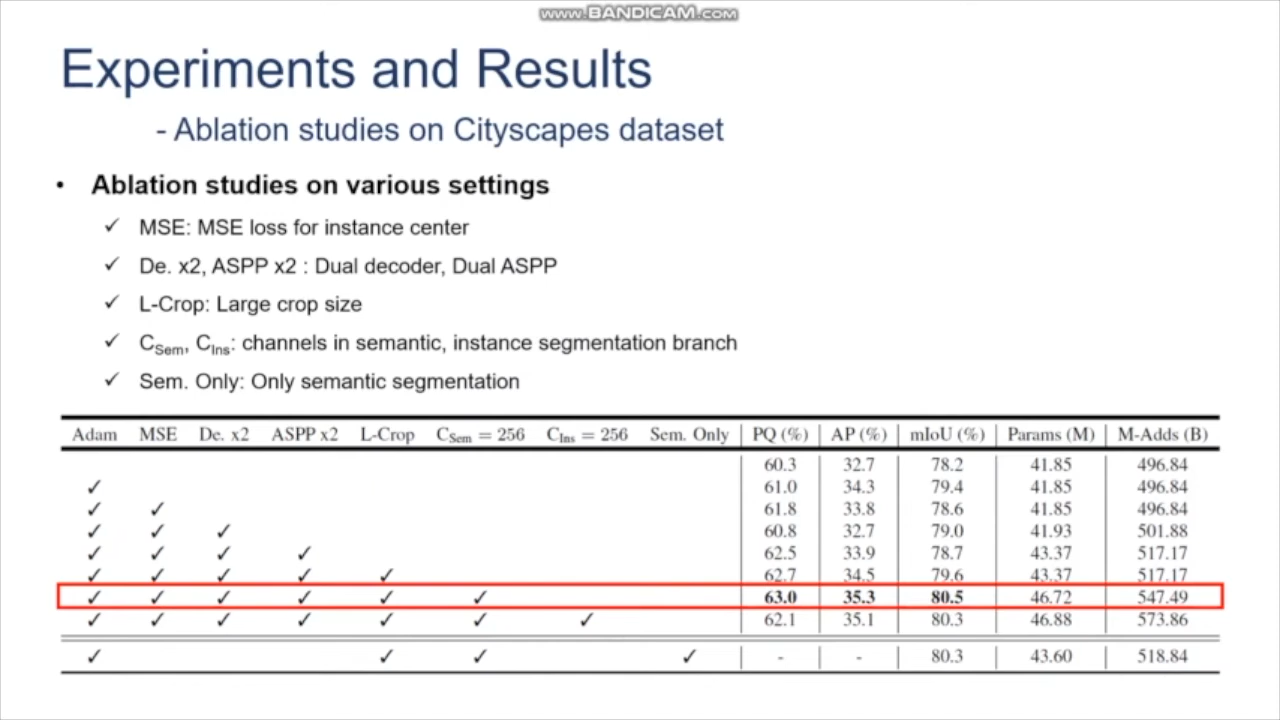 www.BANDICAM.com
Experiments and Results
- Ablation studies on Cityscapes dataset
• Ablation studies on various settings
✓ MSE: MSE loss for instance center
✓ De. x2, ASPP x2 : Dual decoder, Dual ASPP
✓ L-Crop: Large crop size
✓ CSem, CIns: channels in semantic, instance segmentation branch
✓ Sem. Only: Only semantic segmentation
Adam MSE De. x2 ASPP x2 L-Crop CSem = 256 CIns = 256 Sem. Only PQ (%) AP (%) mIoU (%) Params (M) M-Adds (B)
60.3 32.7 78.2 41.85 496.84
✓ 61.0 34.3 79.4 41.85 496.84
✓ ✓ 61.8 33.8 78.6 41.85 496.84
✓ ✓ ✓ 60.8 32.7 79.0 41.93 501.88
✓ ✓ ✓ ✓ 62.5 33.9 78.7 43.37 517.17
✓ ✓ ✓ ✓ ✓ 62.7 34.5 79.6 43.37 517.17
✓ ✓ ✓ ✓ ✓ ✓ 63.0 35.3 80.5 46.72 547.49
✓ ✓ ✓ ✓ ✓ ✓ ✓ 62.1 35.1 80.3 46.88 573.86
✓ ✓ ✓ ✓ - - 80.3 43.60 518.84